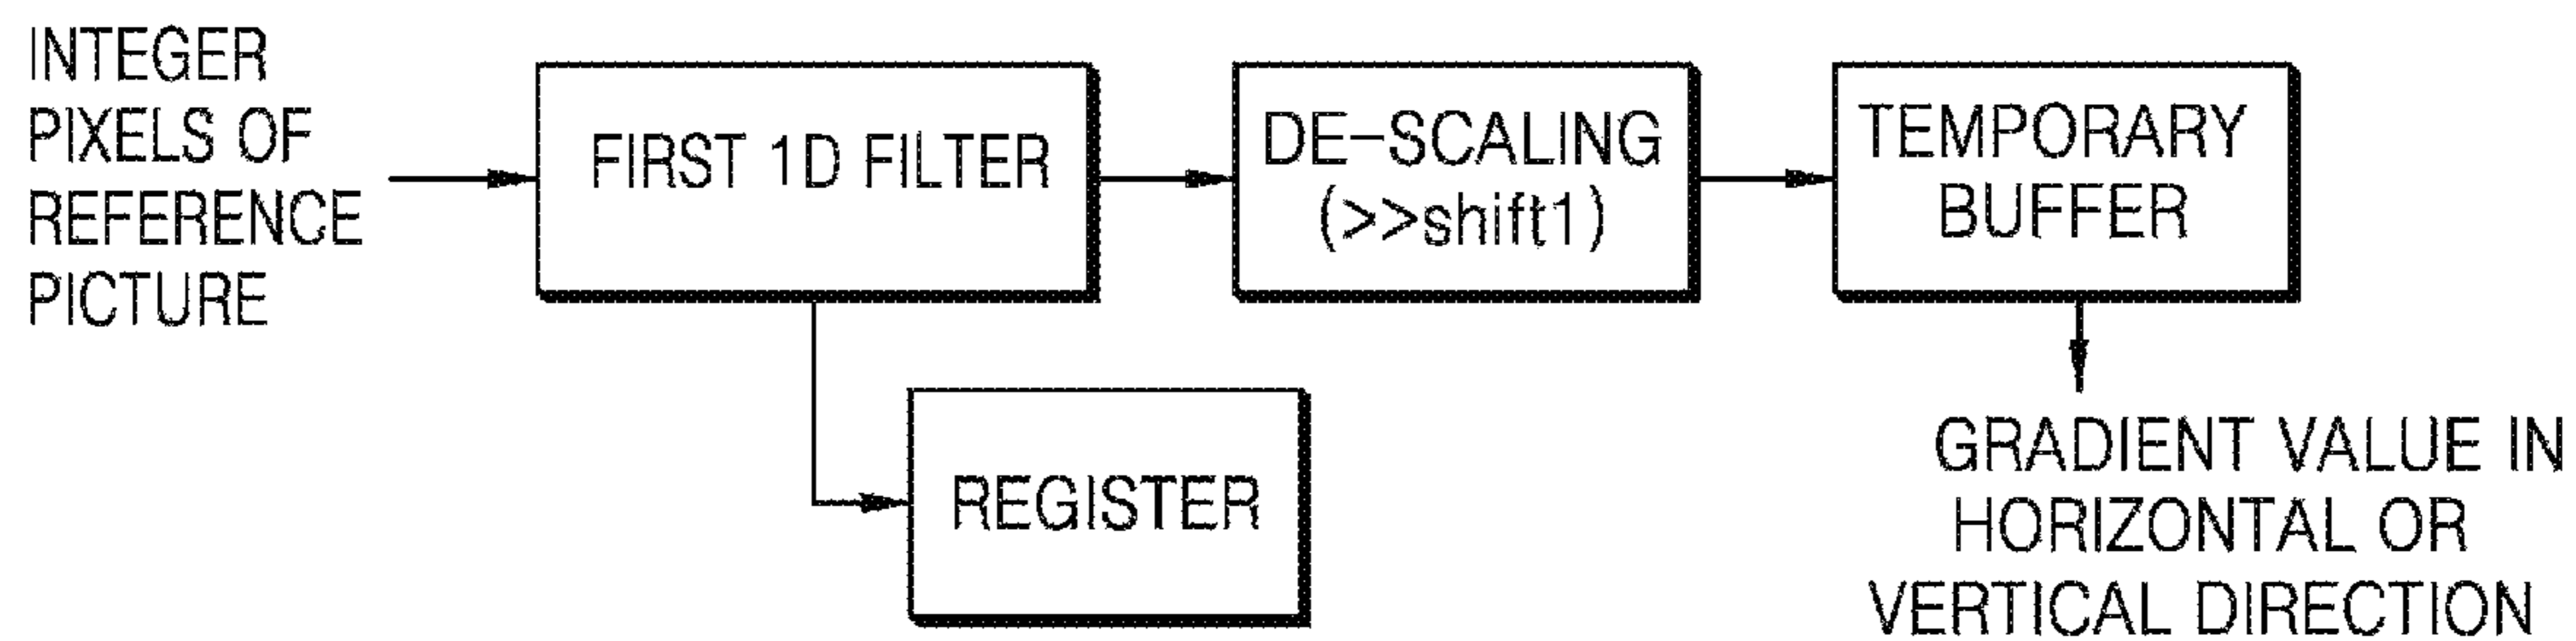 INTEGER
PIXELS OF
REFERENCE
PICTURE
FIRST 1D FILTER
DE-SCALING
(>>shift1)
TEMPORARY
BUFFER
REGISTER
GRADIENT VALUE IN
HORIZONTAL OR
VERTICAL DIRECTION